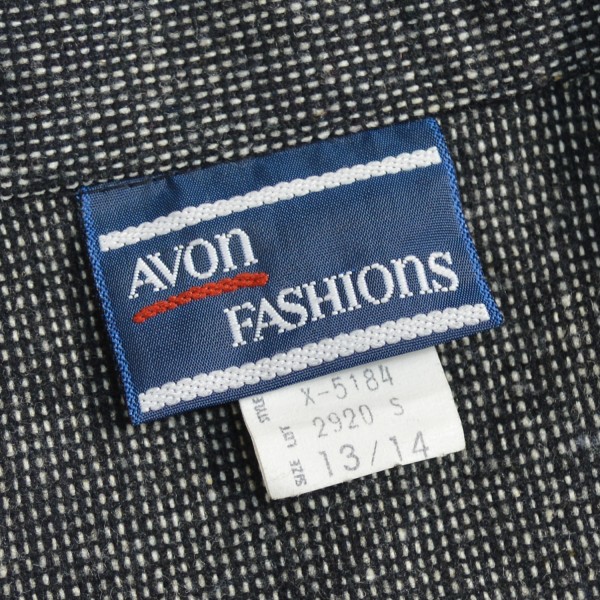 AVON
FASHIONS
STYLE X-5184
LOT 2920 S
SIZE 13/14